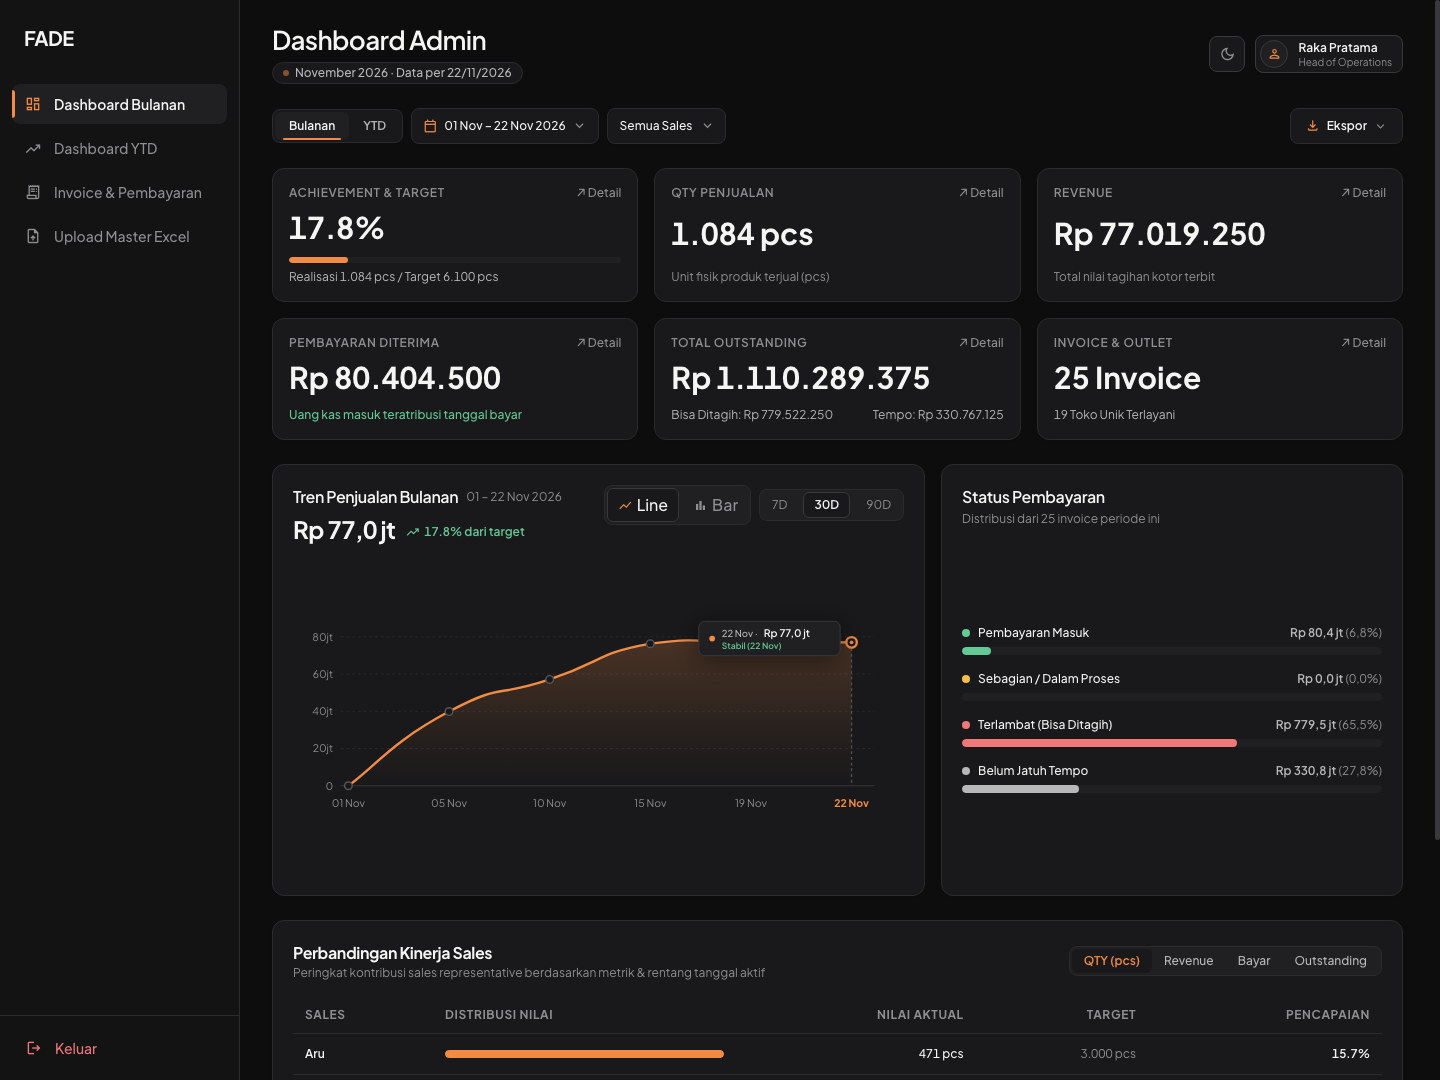 FADE
Dashboard Bulanan
Dashboard YTD
Invoice & Pembayaran
Upload Master Excel
Keluar
Dashboard Admin
November 2026 · Data per 22/11/2026
Raka Pratama
Head of Operations
Bulanan YTD 01 Nov – 22 Nov 2026 Semua Sales Ekspor
ACHIEVEMENT & TARGET Detail
17.8%
Realisasi 1.084 pcs / Target 6.100 pcs
QTY PENJUALAN Detail
1.084 pcs
Unit fisik produk terjual (pcs)
REVENUE Detail
Rp 77.019.250
Total nilai tagihan kotor terbit
PEMBAYARAN DITERIMA Detail
Rp 80.404.500
Uang kas masuk teratribusi tanggal bayar
TOTAL OUTSTANDING Detail
Rp 1.110.289.375
Bisa Ditagih: Rp 779.522.250 Tempo: Rp 330.767.125
INVOICE & OUTLET Detail
25 Invoice
19 Toko Unik Terlayani
Tren Penjualan Bulanan 01 – 22 Nov 2026
Rp 77,0 jt 17.8% dari target
Line Bar 7D 30D 90D
80jt
60jt
40jt
20jt
0
22 Nov · Rp 77,0 jt
Stabil (22 Nov)
01 Nov 05 Nov 10 Nov 15 Nov 19 Nov 22 Nov
Status Pembayaran
Distribusi dari 25 invoice periode ini
Pembayaran Masuk Rp 80,4 jt (6,8%)
Sebagian / Dalam Proses Rp 0,0 jt (0,0%)
Terlambat (Bisa Ditagih) Rp 779,5 jt (65,5%)
Belum Jatuh Tempo Rp 330,8 jt (27,8%)
Perbandingan Kinerja Sales
Peringkat kontribusi sales representative berdasarkan metrik & rentang tanggal aktif
QTY (pcs) Revenue Bayar Outstanding
SALES DISTRIBUSI NILAI NILAI AKTUAL TARGET PENCAPAIAN
Aru 471 pcs 3.000 pcs 15.7%